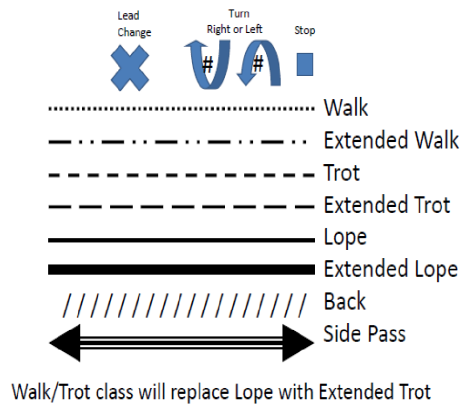 Lead
Change
Turn
Right or Left
Stop
#
#
Walk
Extended Walk
Trot
Extended Trot
Lope
Extended Lope
Back
Side Pass
Walk/Trot class will replace Lope with Extended Trot